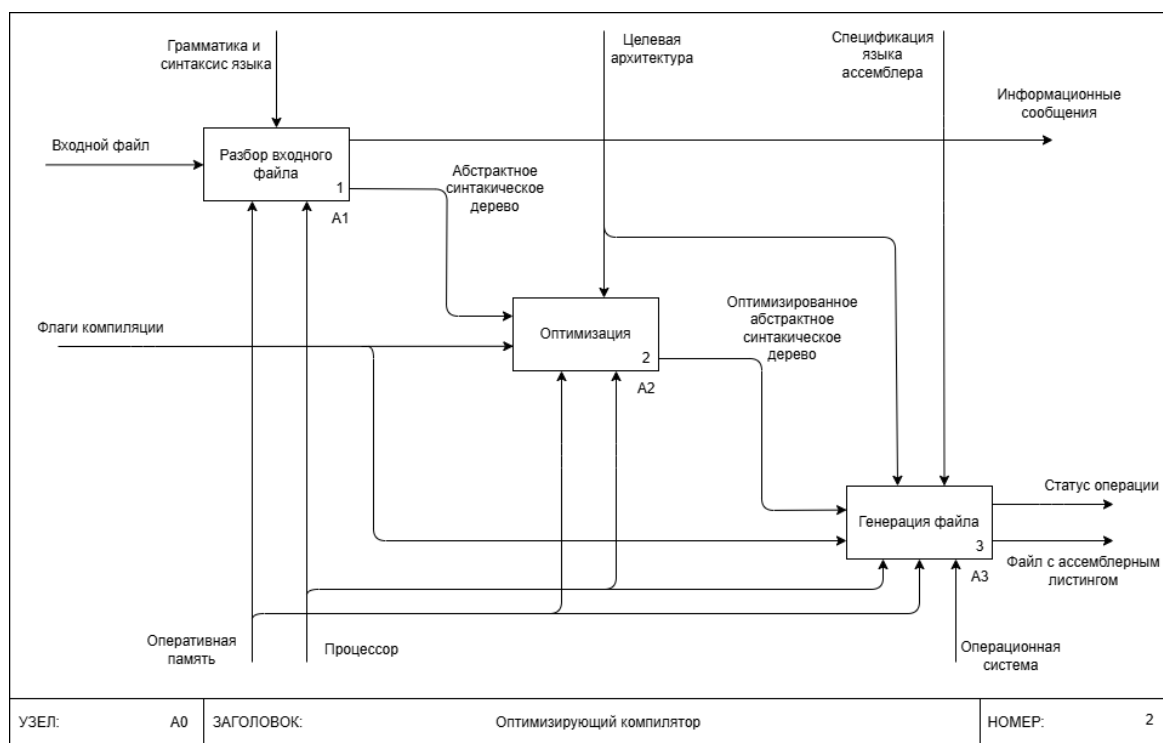 Грамматика и
синтаксис языка
Целевая
архитектура
Спецификация
языка
ассемблера
Информационные
сообщения
Входной файл
Разбор входного
файла
1
A1
Абстрактное
синтакическое
дерево
Флаги компиляции
Оптимизация
2
A2
Оптимизированное
абстрактное
синтакическое
дерево
Генерация файла
3
A3
Статус операции
Файл с ассемблерным
листингом
Оперативная
память
Процессор
Операционная
система
УЗЕЛ: A0 ЗАГОЛОВОК: Оптимизирующий компилятор НОМЕР: 2